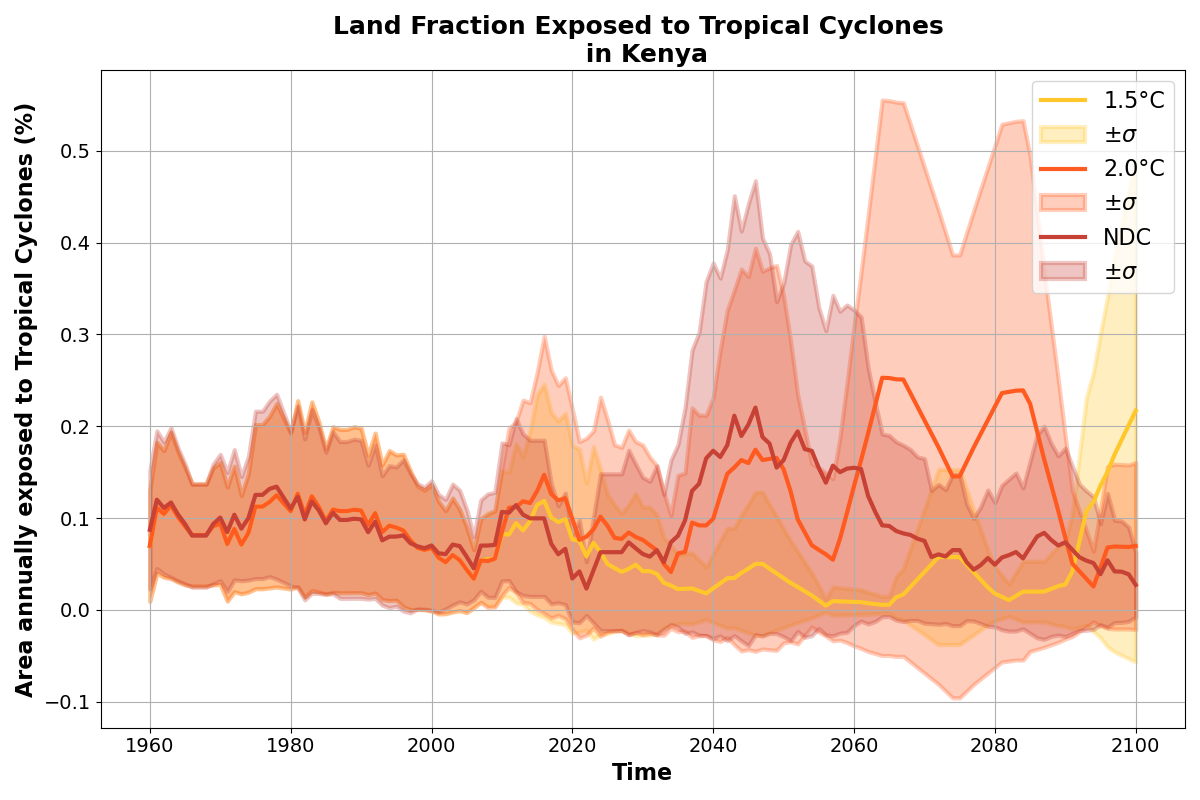 Land Fraction Exposed to Tropical Cyclones
in Kenya
Area annually exposed to Tropical Cyclones (%)
0.5
0.4
0.3
0.2
0.1
0.0
−0.1
1960
1980
2000
2020
2040
2060
2080
2100
Time
1.5°C
±σ
2.0°C
±σ
NDC
±σ